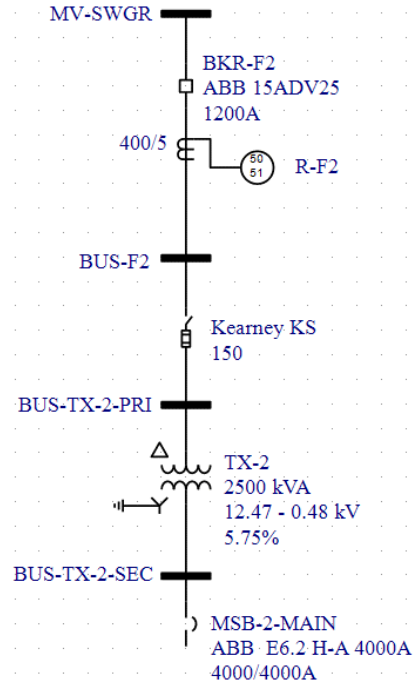 MV-SWGR
BKR-F2
ABB 15ADV25
1200A
400/5
50
51
R-F2
BUS-F2
Kearney KS
150
BUS-TX-2-PRI
TX-2
2500 kVA
12.47 - 0.48 kV
5.75%
BUS-TX-2-SEC
MSB-2-MAIN
ABB E6.2 H-A 4000A
4000/4000A